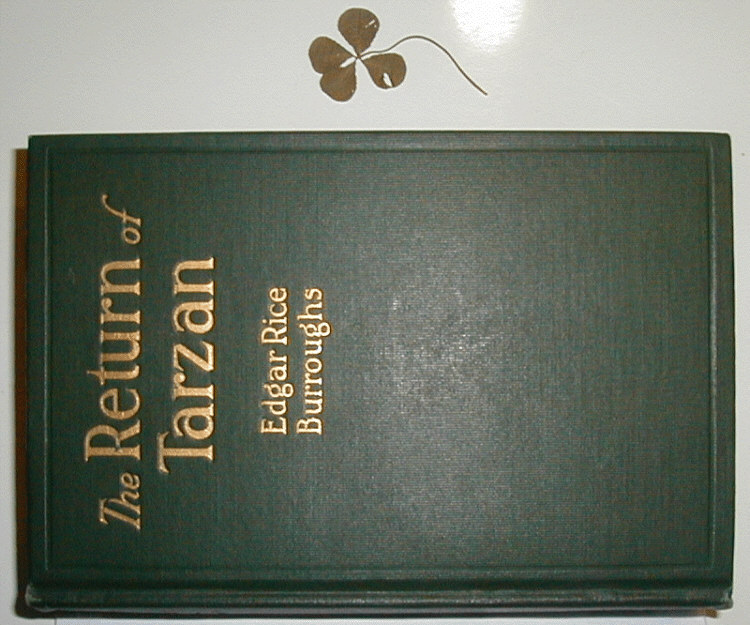 The Return of
Tarzan
Edgar Rice
Burroughs